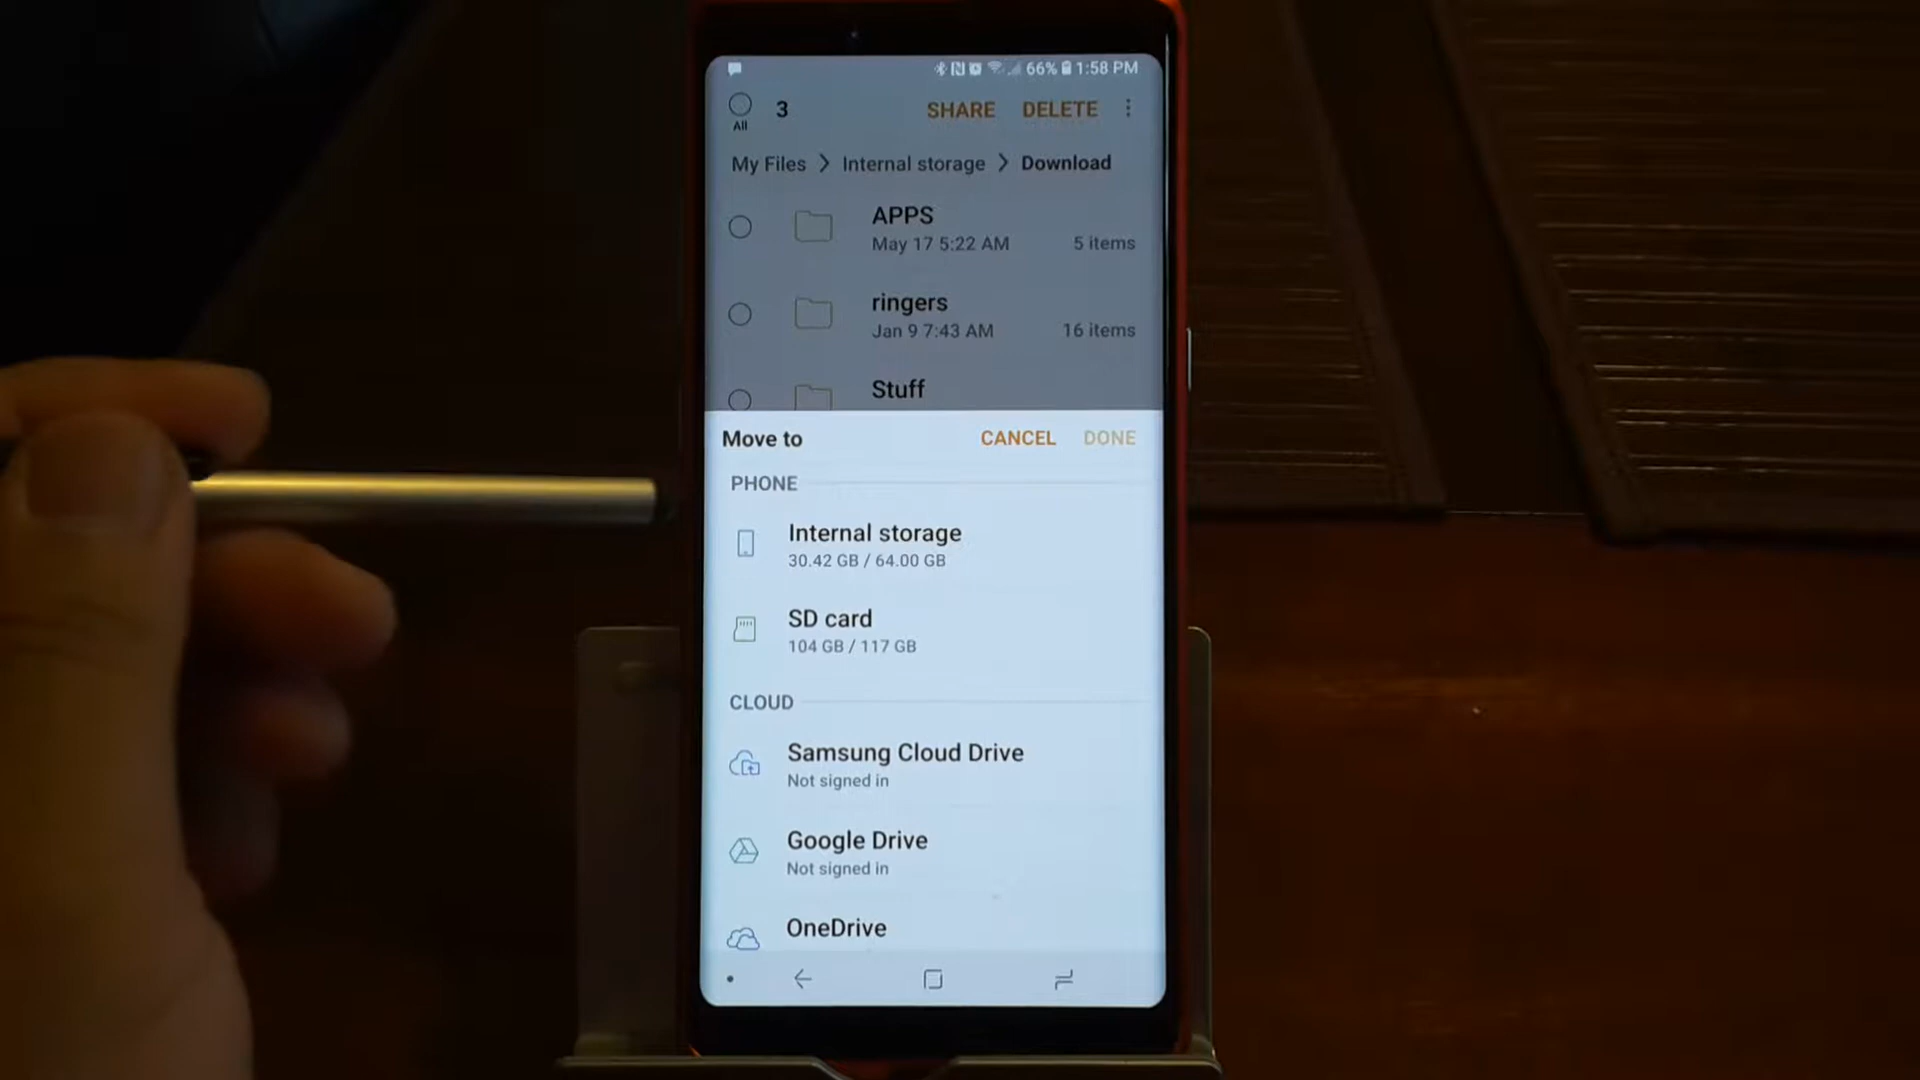 66% 1:58 PM
All 3 SHARE DELETE
My Files > Internal storage > Download
APPS
May 17 5:22 AM 5 items
ringers
Jan 9 7:43 AM 16 items
Stuff
Move to CANCEL DONE
PHONE
Internal storage
30.42 GB / 64.00 GB
SD card
104 GB / 117 GB
CLOUD
Samsung Cloud Drive
Not signed in
Google Drive
Not signed in
OneDrive